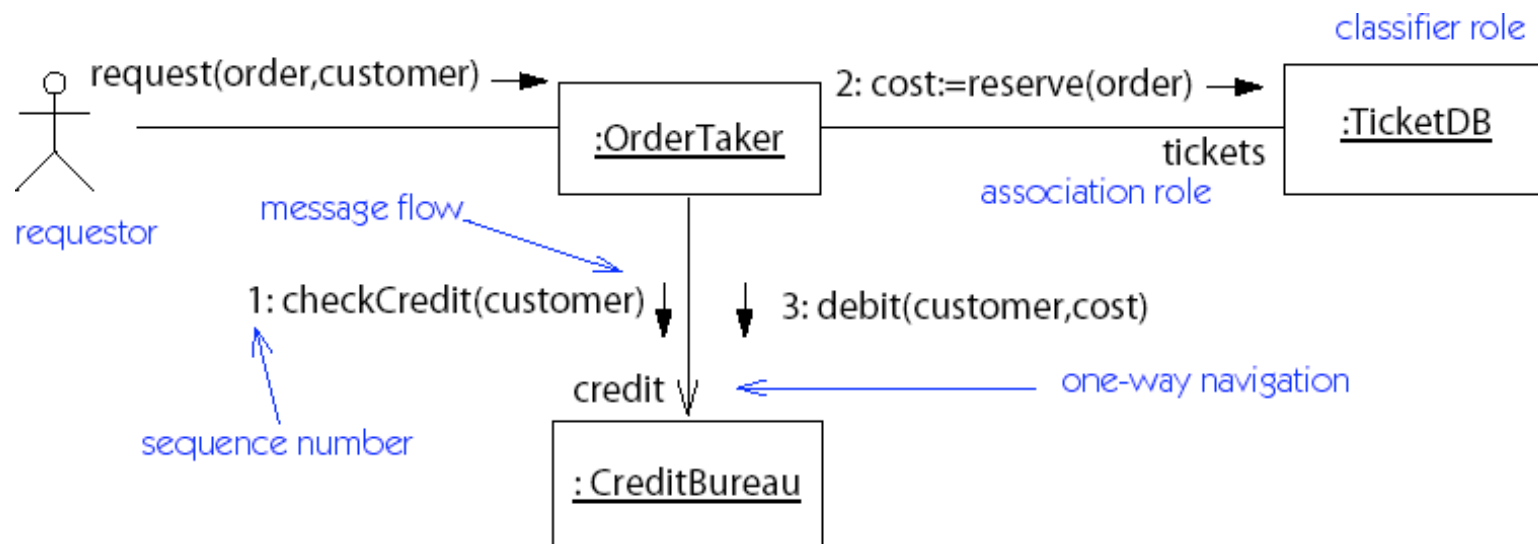 classifier role
request(order,customer)
2: cost:=reserve(order)
:OrderTaker
:TicketDB
tickets
association role
message flow
requestor
1: checkCredit(customer)
3: debit(customer,cost)
credit
one-way navigation
sequence number
: CreditBureau